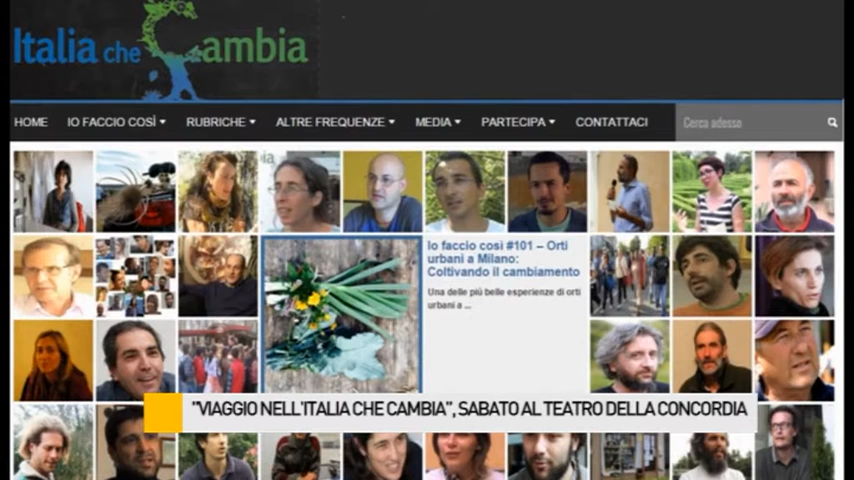 Italia che Cambia
HOME IO FACCIO COSÌ RUBRICHE ALTRE FREQUENZE MEDIA PARTECIPA CONTATTACI Cerca adesso
Io faccio così #101 – Orti
urbani a Milano:
Coltivando il cambiamento
Una delle più belle esperienze di orti
urbani a ...
"VIAGGIO NELL'ITALIA CHE CAMBIA", SABATO AL TEATRO DELLA CONCORDIA